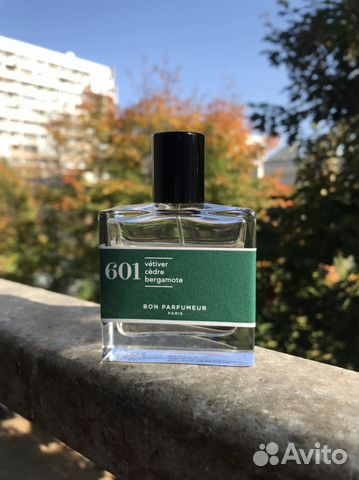 601
vétiver
cèdre
bergamote
BON PARFUMEUR
PARIS
Avito